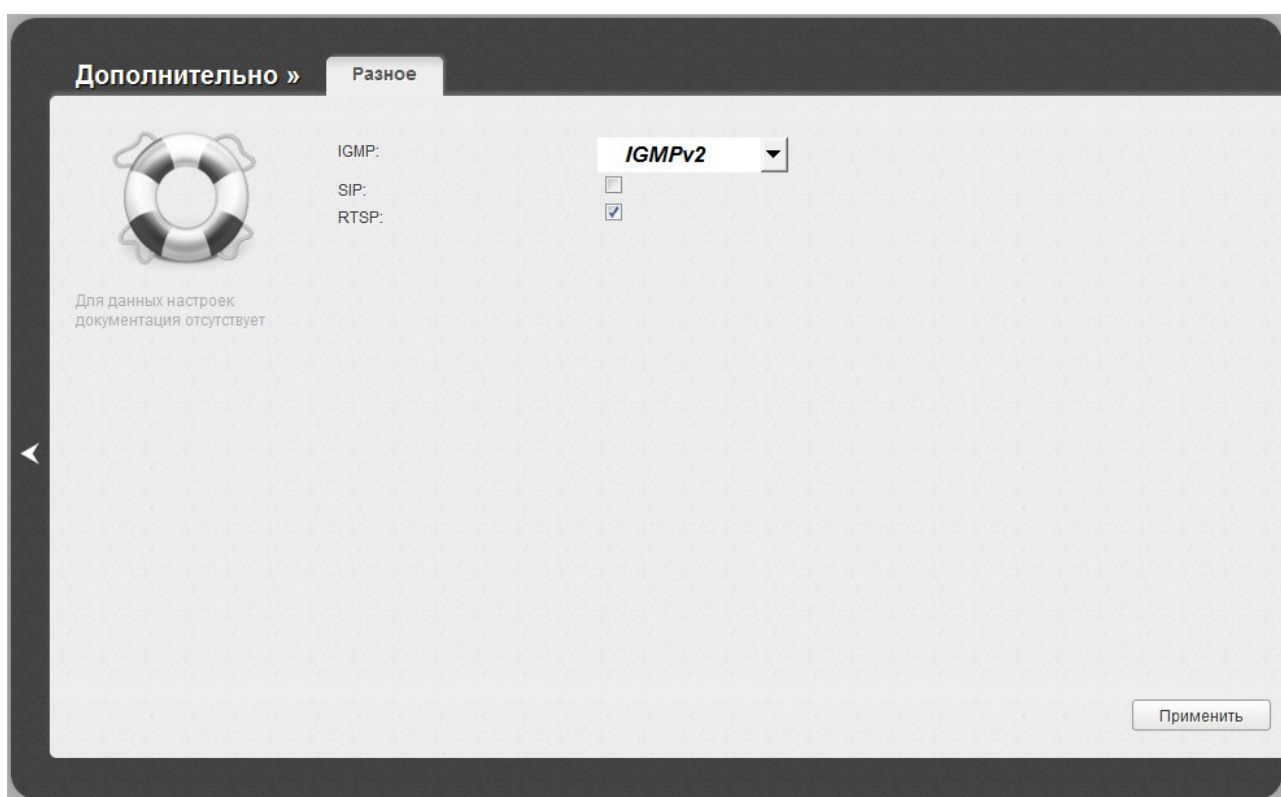 Дополнительно » Разное
IGMP: IGMPv2
SIP:
RTSP:
Для данных настроек
документация отсутствует
Применить